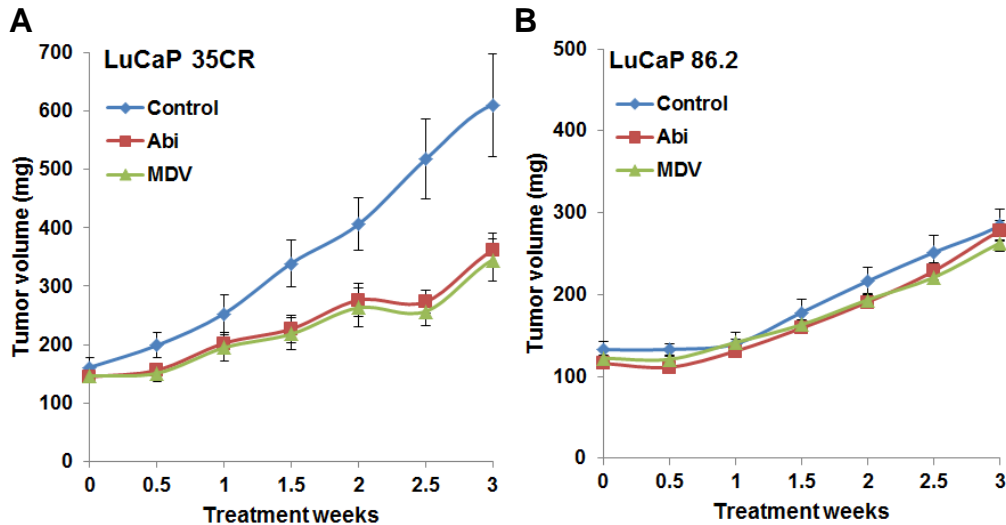 A
LuCaP 35CR
Control
Abi
MDV
Tumor volume (mg)
700
600
500
400
300
200
100
0
0 0.5 1 1.5 2 2.5 3
Treatment weeks
B
LuCaP 86.2
Control
Abi
MDV
Tumor volume (mg)
500
400
300
200
100
0
0 0.5 1 1.5 2 2.5 3
Treatment weeks